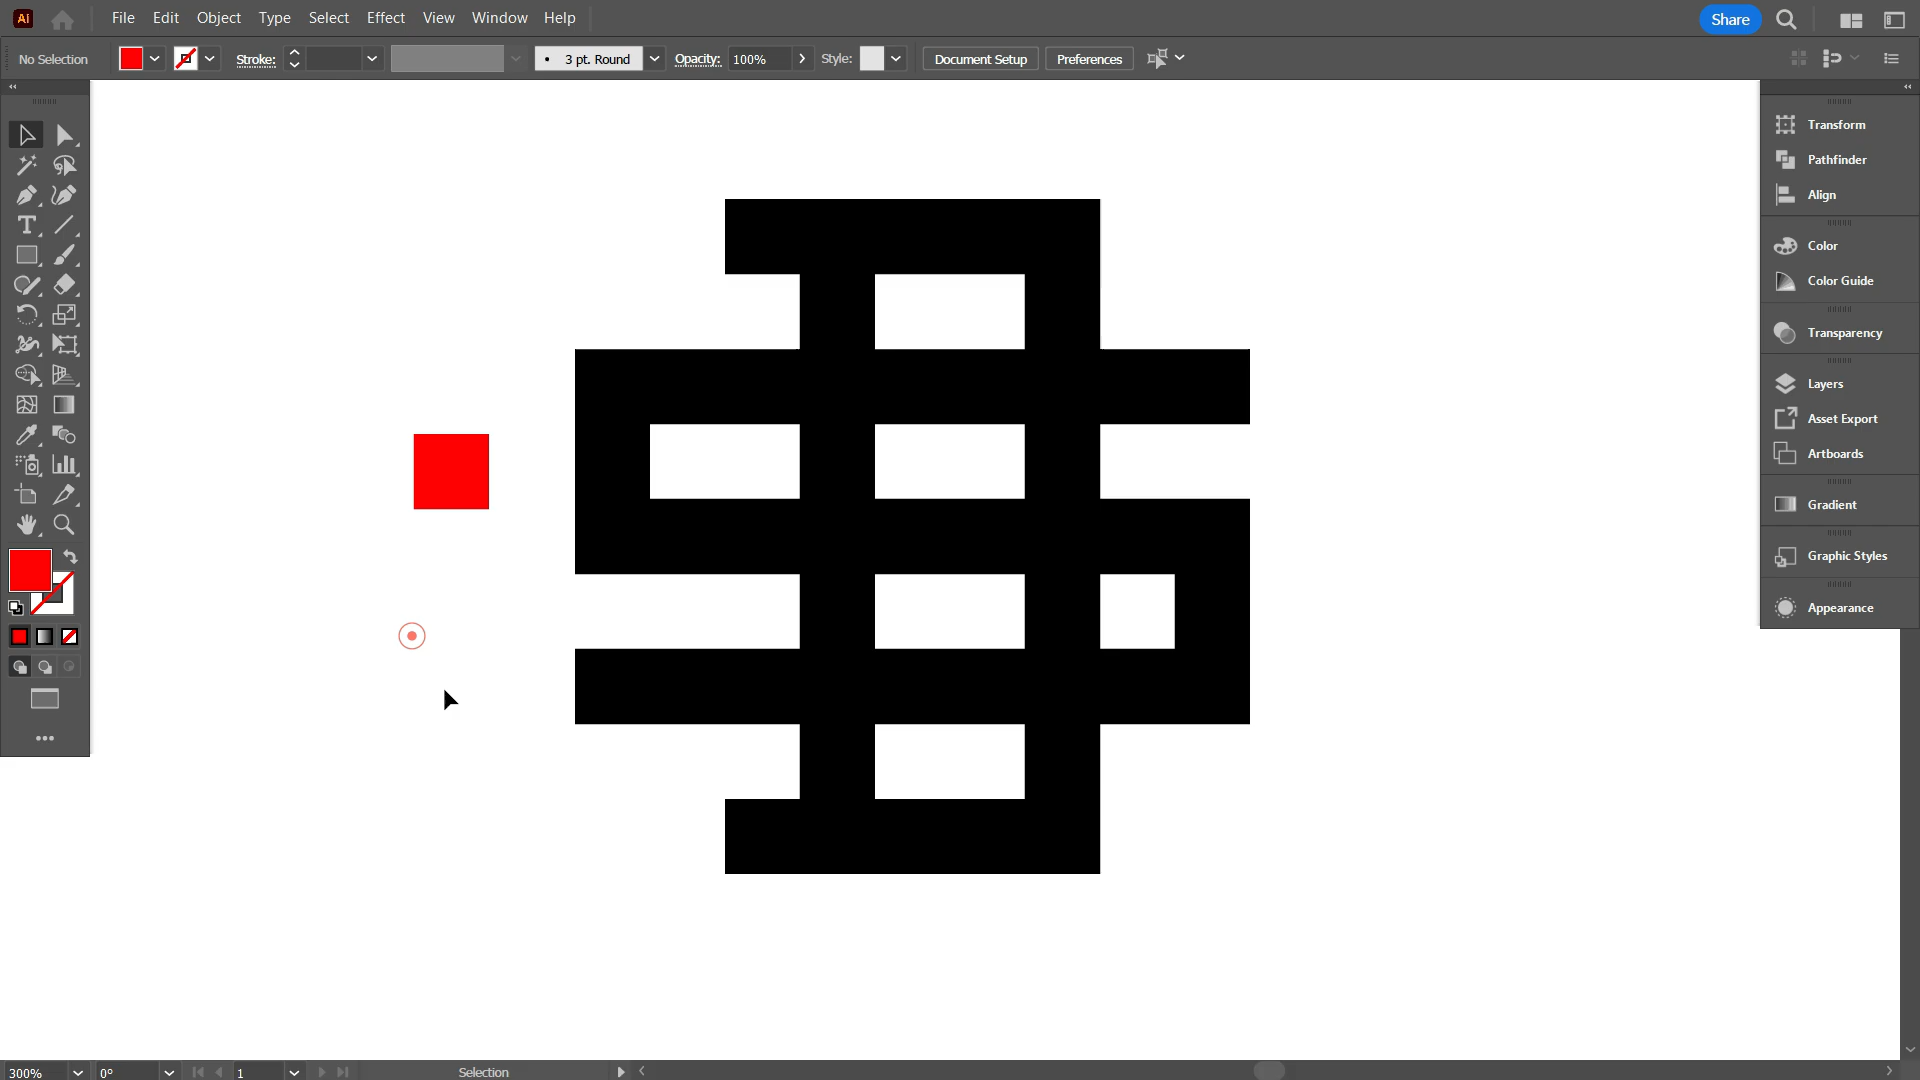 Ai File Edit Object Type Select Effect View Window Help Share
No Selection Stroke: 3 pt. Round Opacity: 100% Style: Document Setup Preferences
Transform
Pathfinder
Align
Color
Color Guide
Transparency
Layers
Asset Export
Artboards
Gradient
Graphic Styles
Appearance
300% 0° 1 Selection